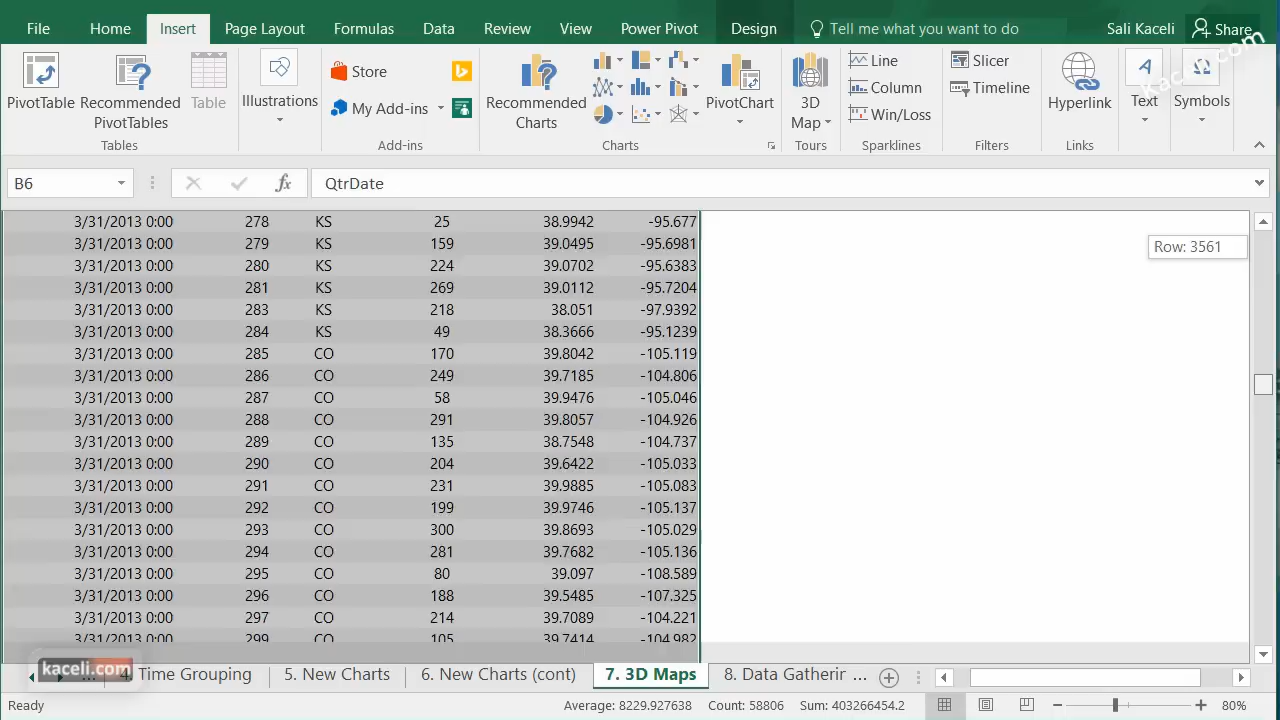 File Home Insert Page Layout Formulas Data Review View Power Pivot Design Tell me what you want to do Sali Kaceli Share
Kaceli.com
PivotTable
Recommended
PivotTables
Table
Tables
Illustrations
Store
My Add-ins
Add-ins
Recommended
Charts
PivotChart
Charts
3D
Map
Tours
Line
Column
Win/Loss
Sparklines
Slicer
Timeline
Filters
Hyperlink
Links
Text
Symbols
B6 fx QtrDate
Row: 3561
3/31/2013 0:00 278 KS 25 38.9942 -95.677
3/31/2013 0:00 279 KS 159 39.0495 -95.6981
3/31/2013 0:00 280 KS 224 39.0702 -95.6383
3/31/2013 0:00 281 KS 269 39.0112 -95.7204
3/31/2013 0:00 283 KS 218 38.051 -97.9392
3/31/2013 0:00 284 KS 49 38.3666 -95.1239
3/31/2013 0:00 285 CO 170 39.8042 -105.119
3/31/2013 0:00 286 CO 249 39.7185 -104.806
3/31/2013 0:00 287 CO 58 39.9476 -105.046
3/31/2013 0:00 288 CO 291 39.8057 -104.926
3/31/2013 0:00 289 CO 135 38.7548 -104.737
3/31/2013 0:00 290 CO 204 39.6422 -105.033
3/31/2013 0:00 291 CO 231 39.9885 -105.083
3/31/2013 0:00 292 CO 199 39.9746 -105.137
3/31/2013 0:00 293 CO 300 39.8693 -105.029
3/31/2013 0:00 294 CO 281 39.7682 -105.136
3/31/2013 0:00 295 CO 80 39.097 -108.589
3/31/2013 0:00 296 CO 188 39.5485 -107.325
3/31/2013 0:00 297 CO 214 39.7089 -104.221
3/31/2013 0:00 299 CO 105 39.7414 -104.982
kaceli.com
... 4. Time Grouping 5. New Charts 6. New Charts (cont) 7. 3D Maps 8. Data Gatherir ...
Ready Average: 8229.927638 Count: 58806 Sum: 403266454.2 80%